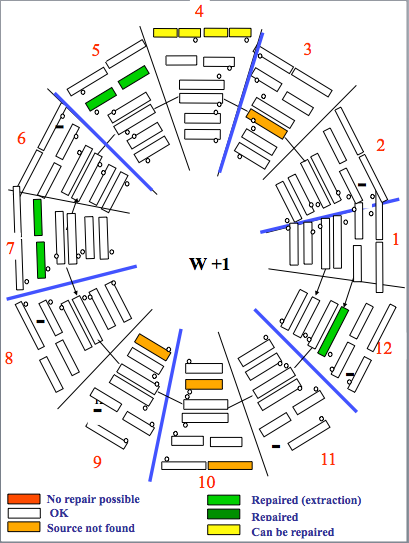 4
5
3
6
2
7
1
W +1
8
12
9
11
10
No repair possible
OK
Source not found
Repaired (extraction)
Repaired
Can be repaired